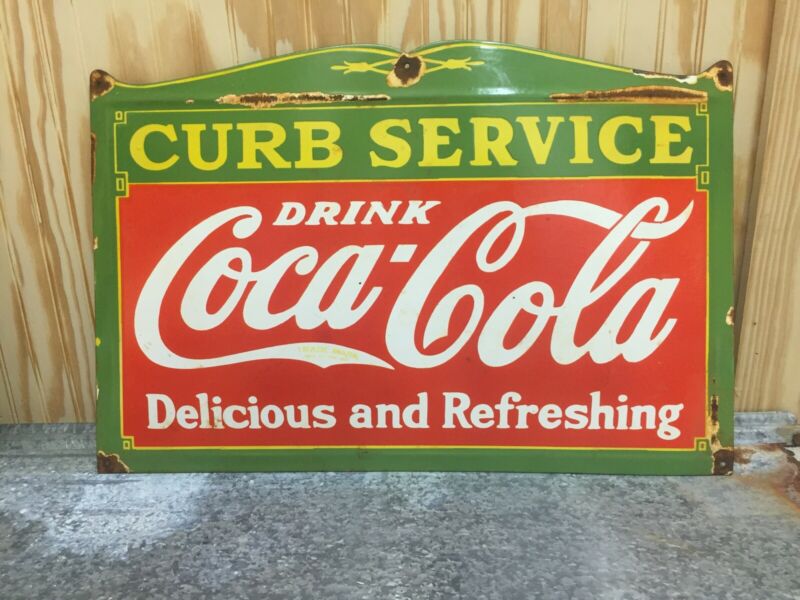 CURB SERVICE
DRINK
Coca-Cola
Delicious and Refreshing